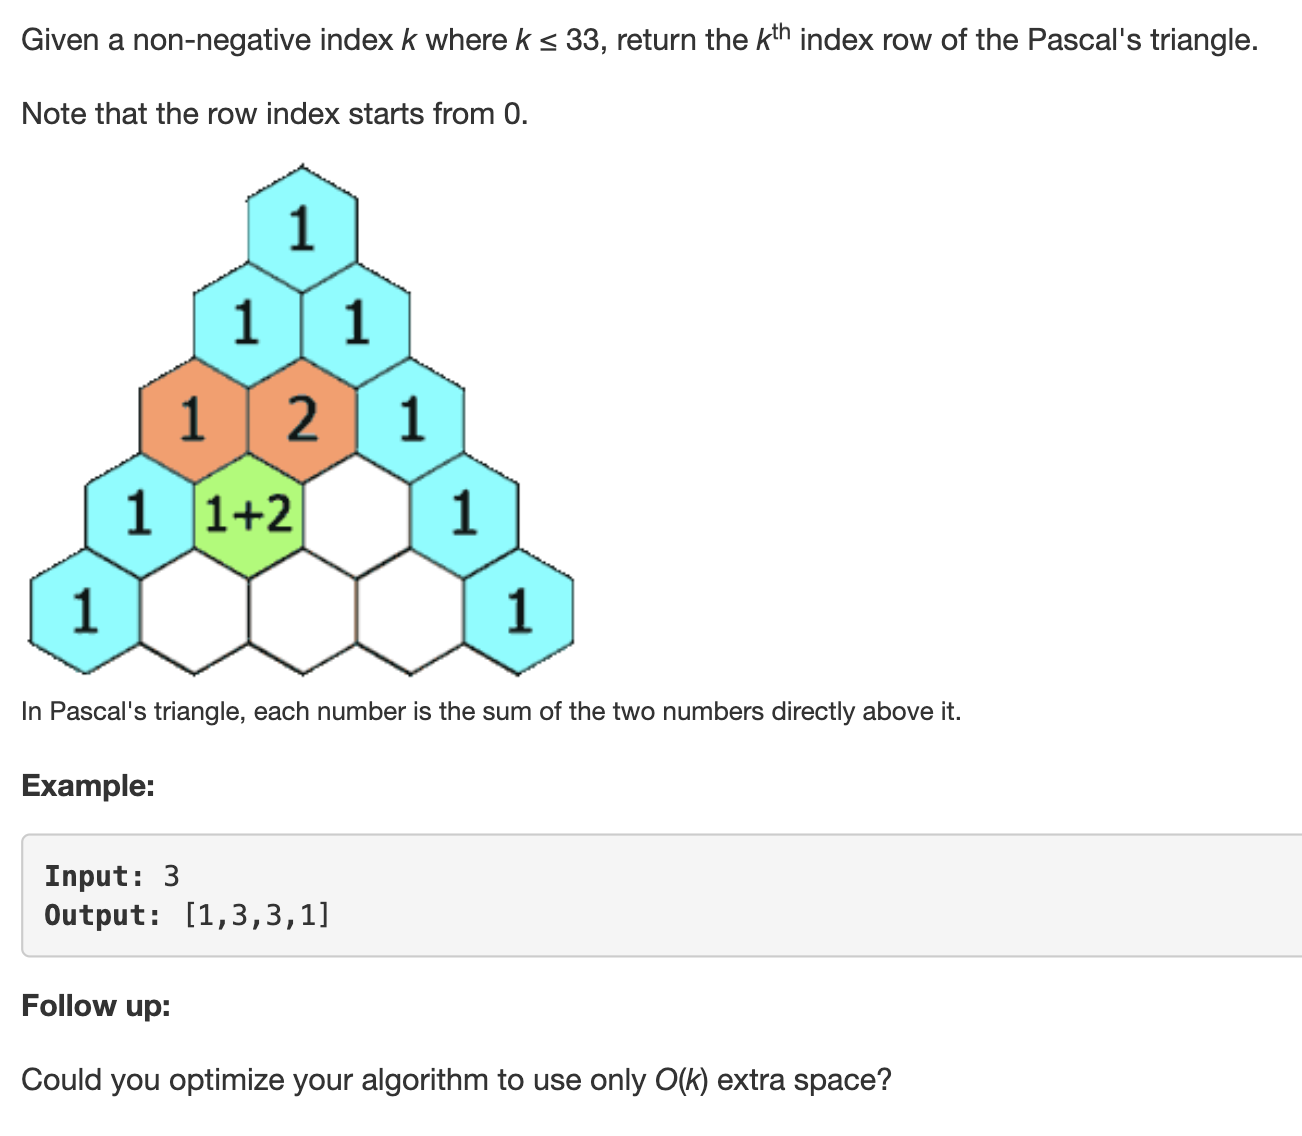 Given a non-negative index k where k ≤ 33, return the kth index row of the Pascal's triangle.
Note that the row index starts from 0.
1
1 1
1 2 1
1 1+2 1
1 1
In Pascal's triangle, each number is the sum of the two numbers directly above it.
Example:
Input: 3
Output: [1,3,3,1]
Follow up:
Could you optimize your algorithm to use only O(k) extra space?